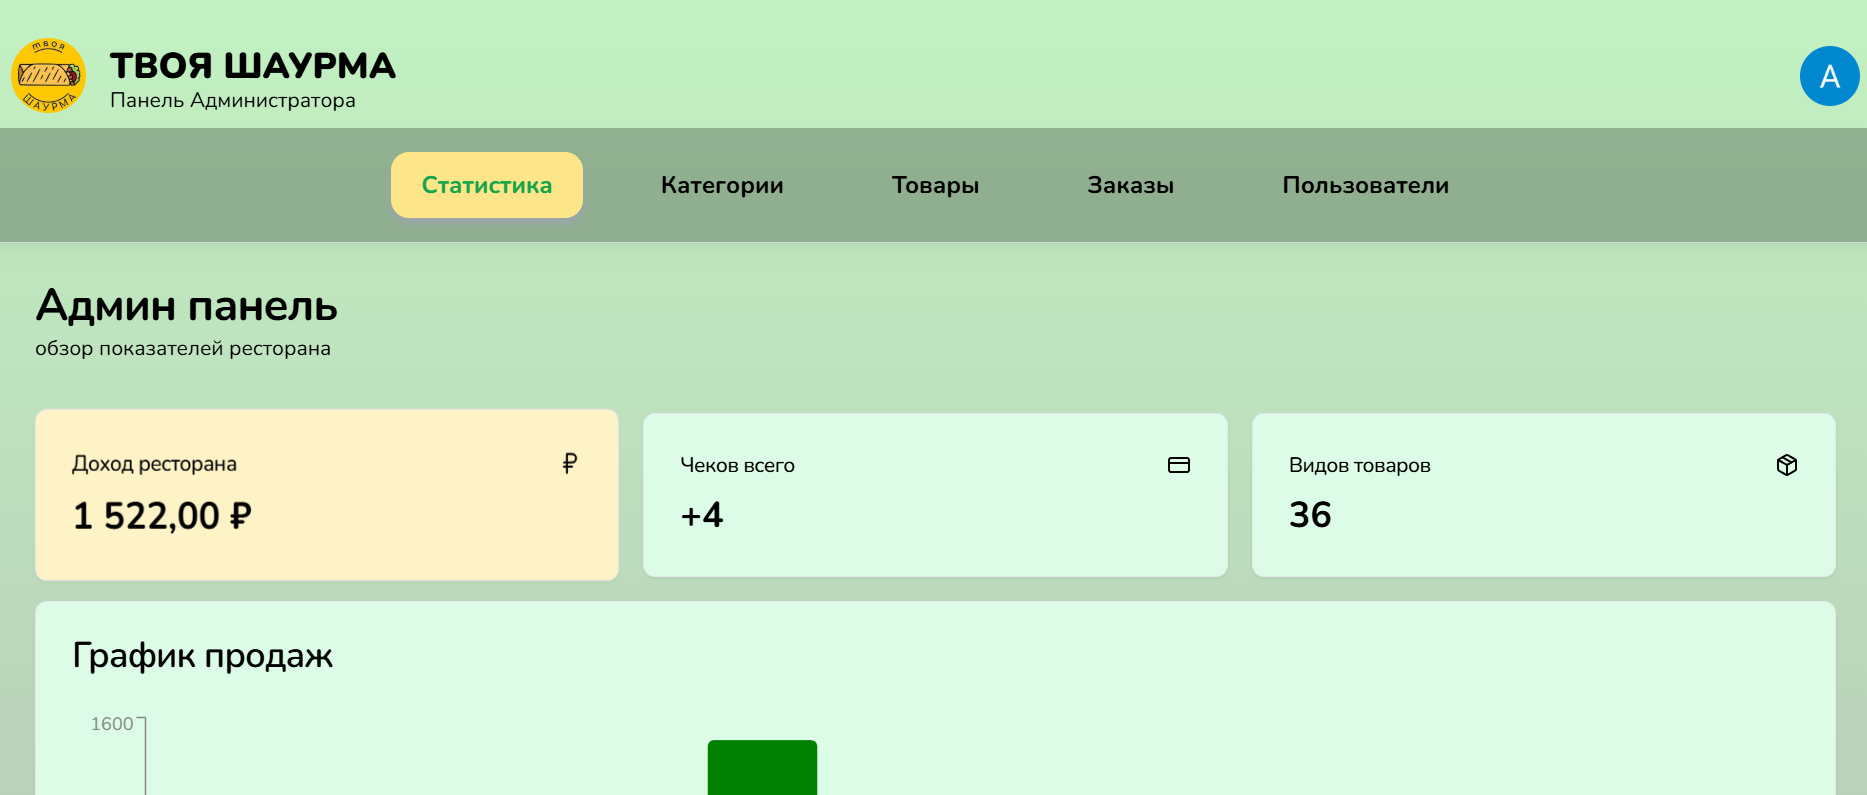 твоя
ШАУРМА
ТВОЯ ШАУРМА
Панель Администратора
А
Статистика
Категории
Товары
Заказы
Пользователи
Админ панель
обзор показателей ресторана
Доход ресторана
₽
1 522,00 ₽
Чеков всего
+4
Видов товаров
36
График продаж
1600